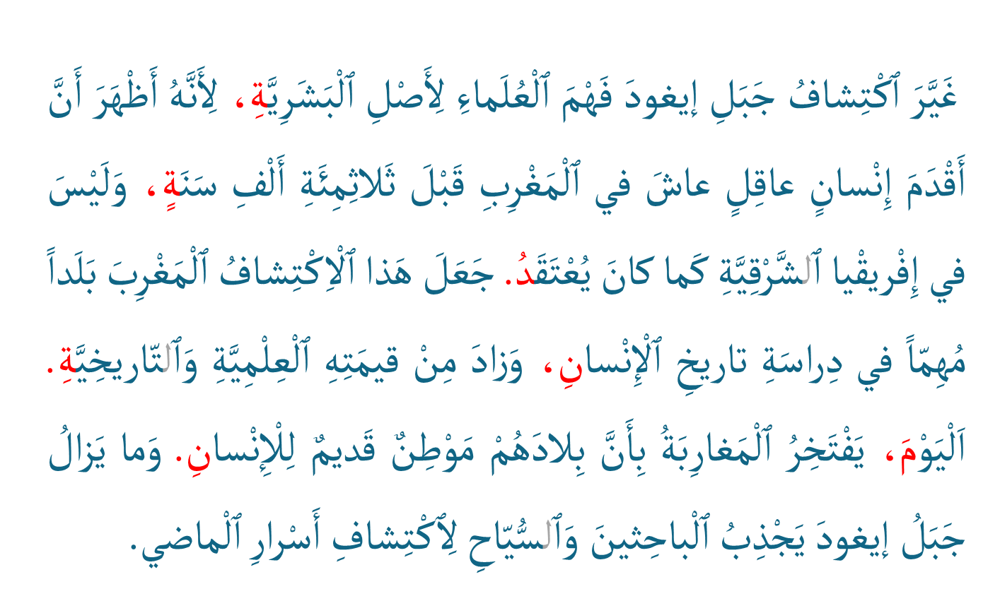 غَيَّرَ ٱكْتِشافُ جَبَلِ إيغودَ فَهْمَ ٱلْعُلَماءِ لِأَصْلِ ٱلْبَشَرِيَّةِ، لِأَنَّهُ أَظْهَرَ أَنَّ
أَقْدَمَ إِنْسانٍ عاقِلٍ عاشَ في ٱلْمَغْرِبِ قَبْلَ ثَلاثِمِئَةِ أَلْفِ سَنَةٍ، وَلَيْسَ
في إِفْريقْيا ٱلشَّرْقِيَّةِ كَما كانَ يُعْتَقَدُ. جَعَلَ هَذا ٱلْاِكْتِشافُ ٱلْمَغْرِبَ بَلَداً
مُهِمّاً في دِراسَةِ تاريخِ ٱلْإِنْسانِ، وَزادَ مِنْ قيمَتِهِ ٱلْعِلْمِيَّةِ وَٱلتّاريخِيَّةِ.
اَلْيَوْمَ، يَفْتَخِرُ ٱلْمَغارِبَةُ بِأَنَّ بِلادَهُمْ مَوْطِنٌ قَديمٌ لِلْإِنْسانِ. وَما يَزالُ
جَبَلُ إيغودَ يَجْذِبُ ٱلْباحِثينَ وَٱلسُّيّاحِ لِٱكْتِشافِ أَسْرارِ ٱلْماضي.